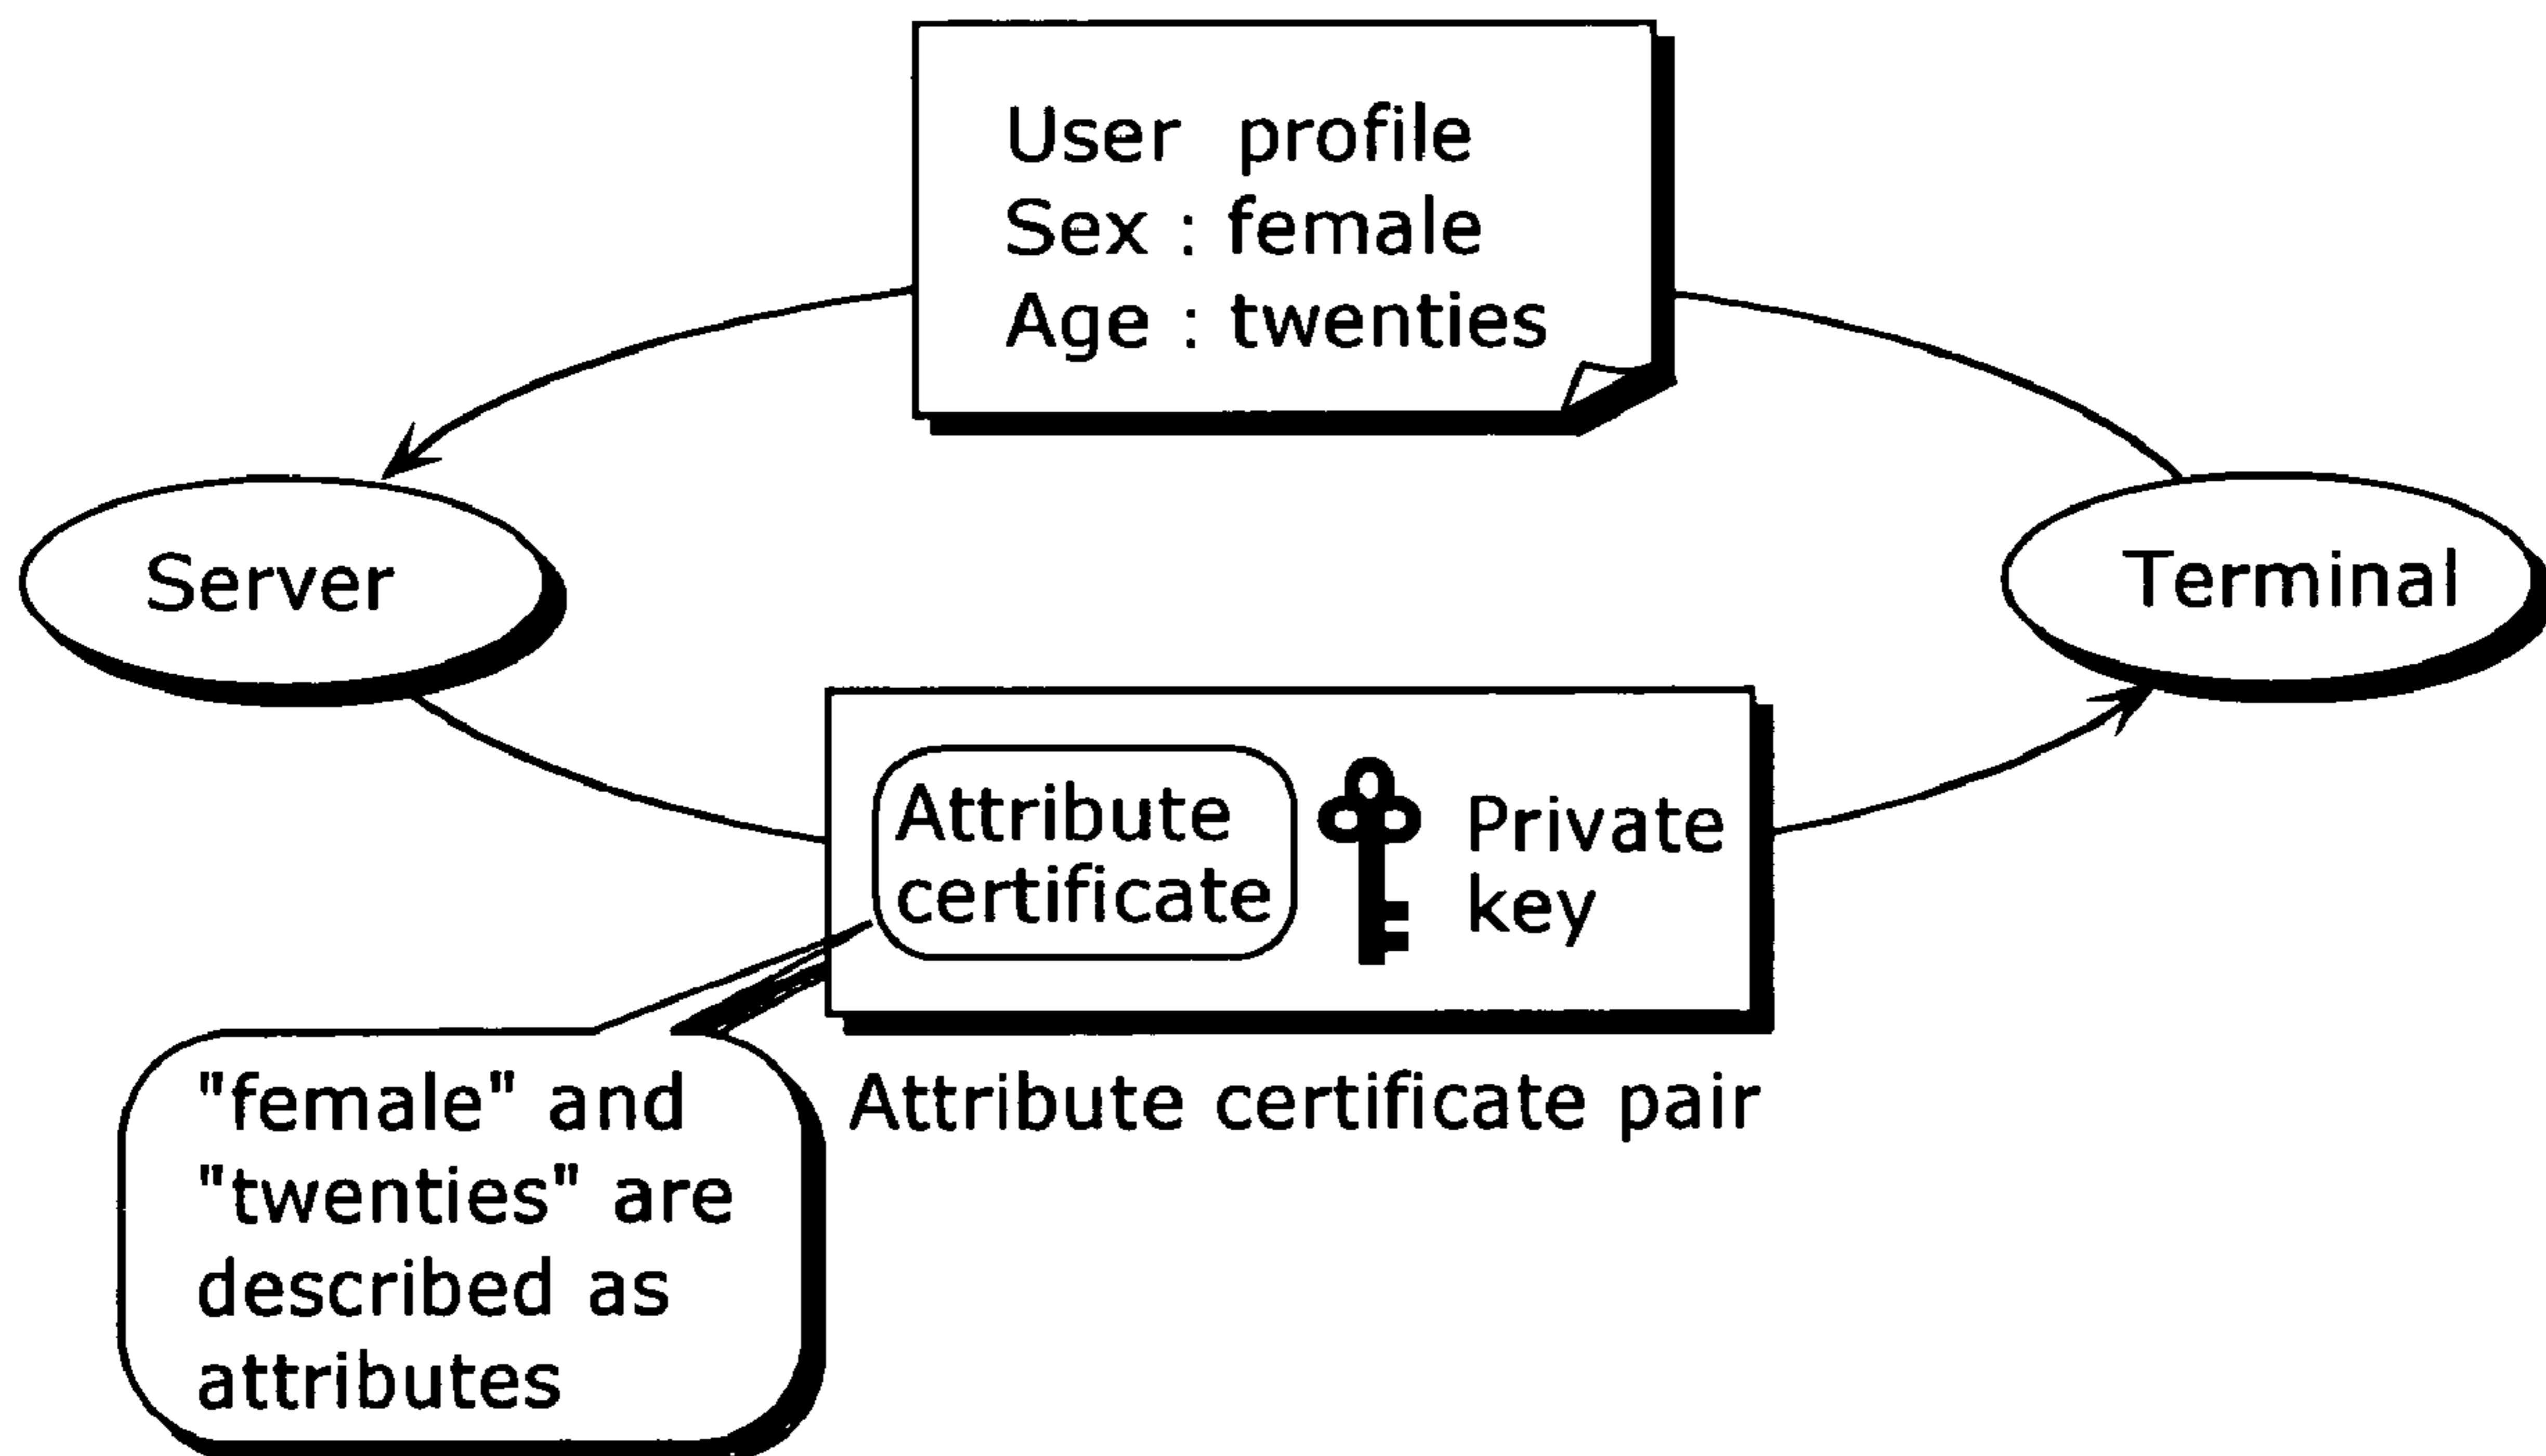 User profile
Sex : female
Age : twenties
Server
Terminal
Attribute
certificate
Private
key
Attribute certificate pair
"female" and
"twenties" are
described as
attributes